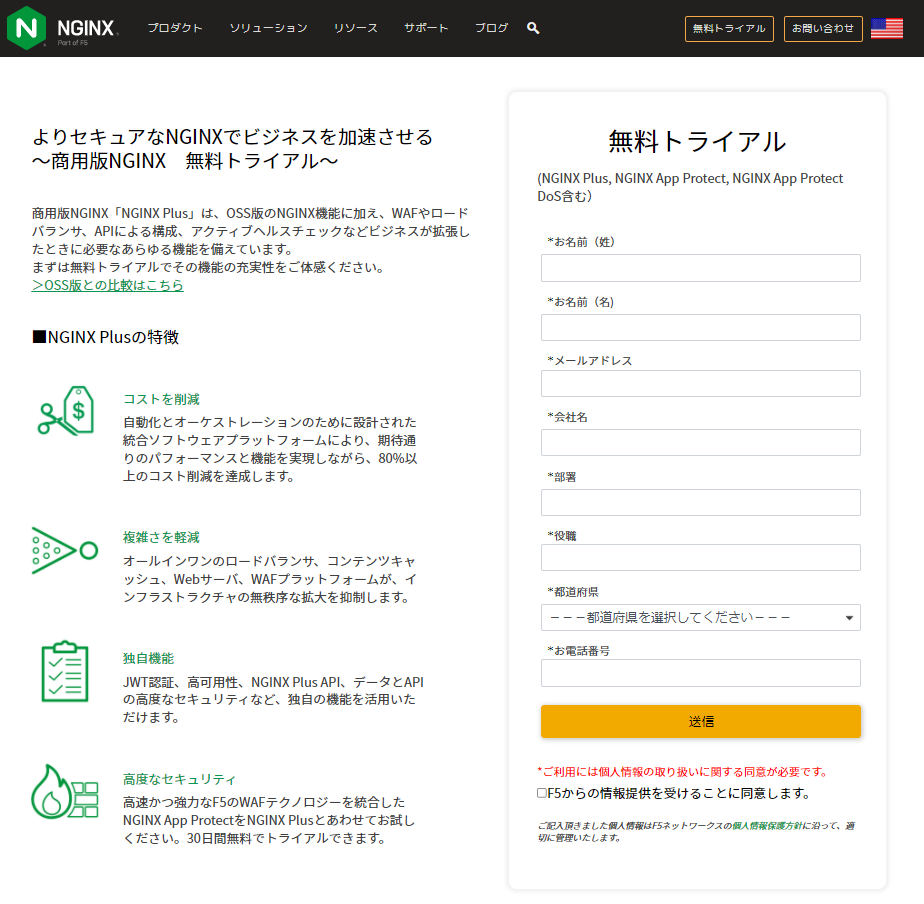 NGINX
Part of F5
プロダクト
ソリューション
リソース
サポート
ブログ
無料トライアル
お問い合わせ
よりセキュアなNGINXでビジネスを加速させる
～商用版NGINX　無料トライアル～
商用版NGINX「NGINX Plus」は、OSS版のNGINX機能に加え、WAFやロード
バランサ、APIによる構成、アクティブヘルスチェックなどビジネスが拡張し
たときに必要なあらゆる機能を備えています。
まずは無料トライアルでその機能の充実性をご体感ください。
＞OSS版との比較はこちら
■NGINX Plusの特徴
コストを削減
自動化とオーケストレーションのために設計された
統合ソフトウェアプラットフォームにより、期待通
りのパフォーマンスと機能を実現しながら、80%以
上のコスト削減を達成します。
複雑さを軽減
オールインワンのロードバランサ、コンテンツキャ
ッシュ、Webサーバ、WAFプラットフォームが、イ
ンフラストラクチャの無秩序な拡大を抑制します。
独自機能
JWT認証、高可用性、NGINX Plus API、データとAPI
の高度なセキュリティなど、独自の機能を活用いた
だけます。
高度なセキュリティ
高速かつ強力なF5のWAFテクノロジーを統合した
NGINX App ProtectをNGINX Plusとあわせてお試し
ください。30日間無料でトライアルできます。
無料トライアル
(NGINX Plus, NGINX App Protect, NGINX App Protect
DoS含む）
*お名前（姓）
*お名前（名）
*メールアドレス
*会社名
*部署
*役職
*都道府県
－－－都道府県を選択してください－－－
*お電話番号
送信
*ご利用には個人情報の取り扱いに関する同意が必要です。
F5からの情報提供を受けることに同意します。
ご記入頂きました個人情報はF5ネットワークスの個人情報保護方針に沿って、適
切に管理いたします。